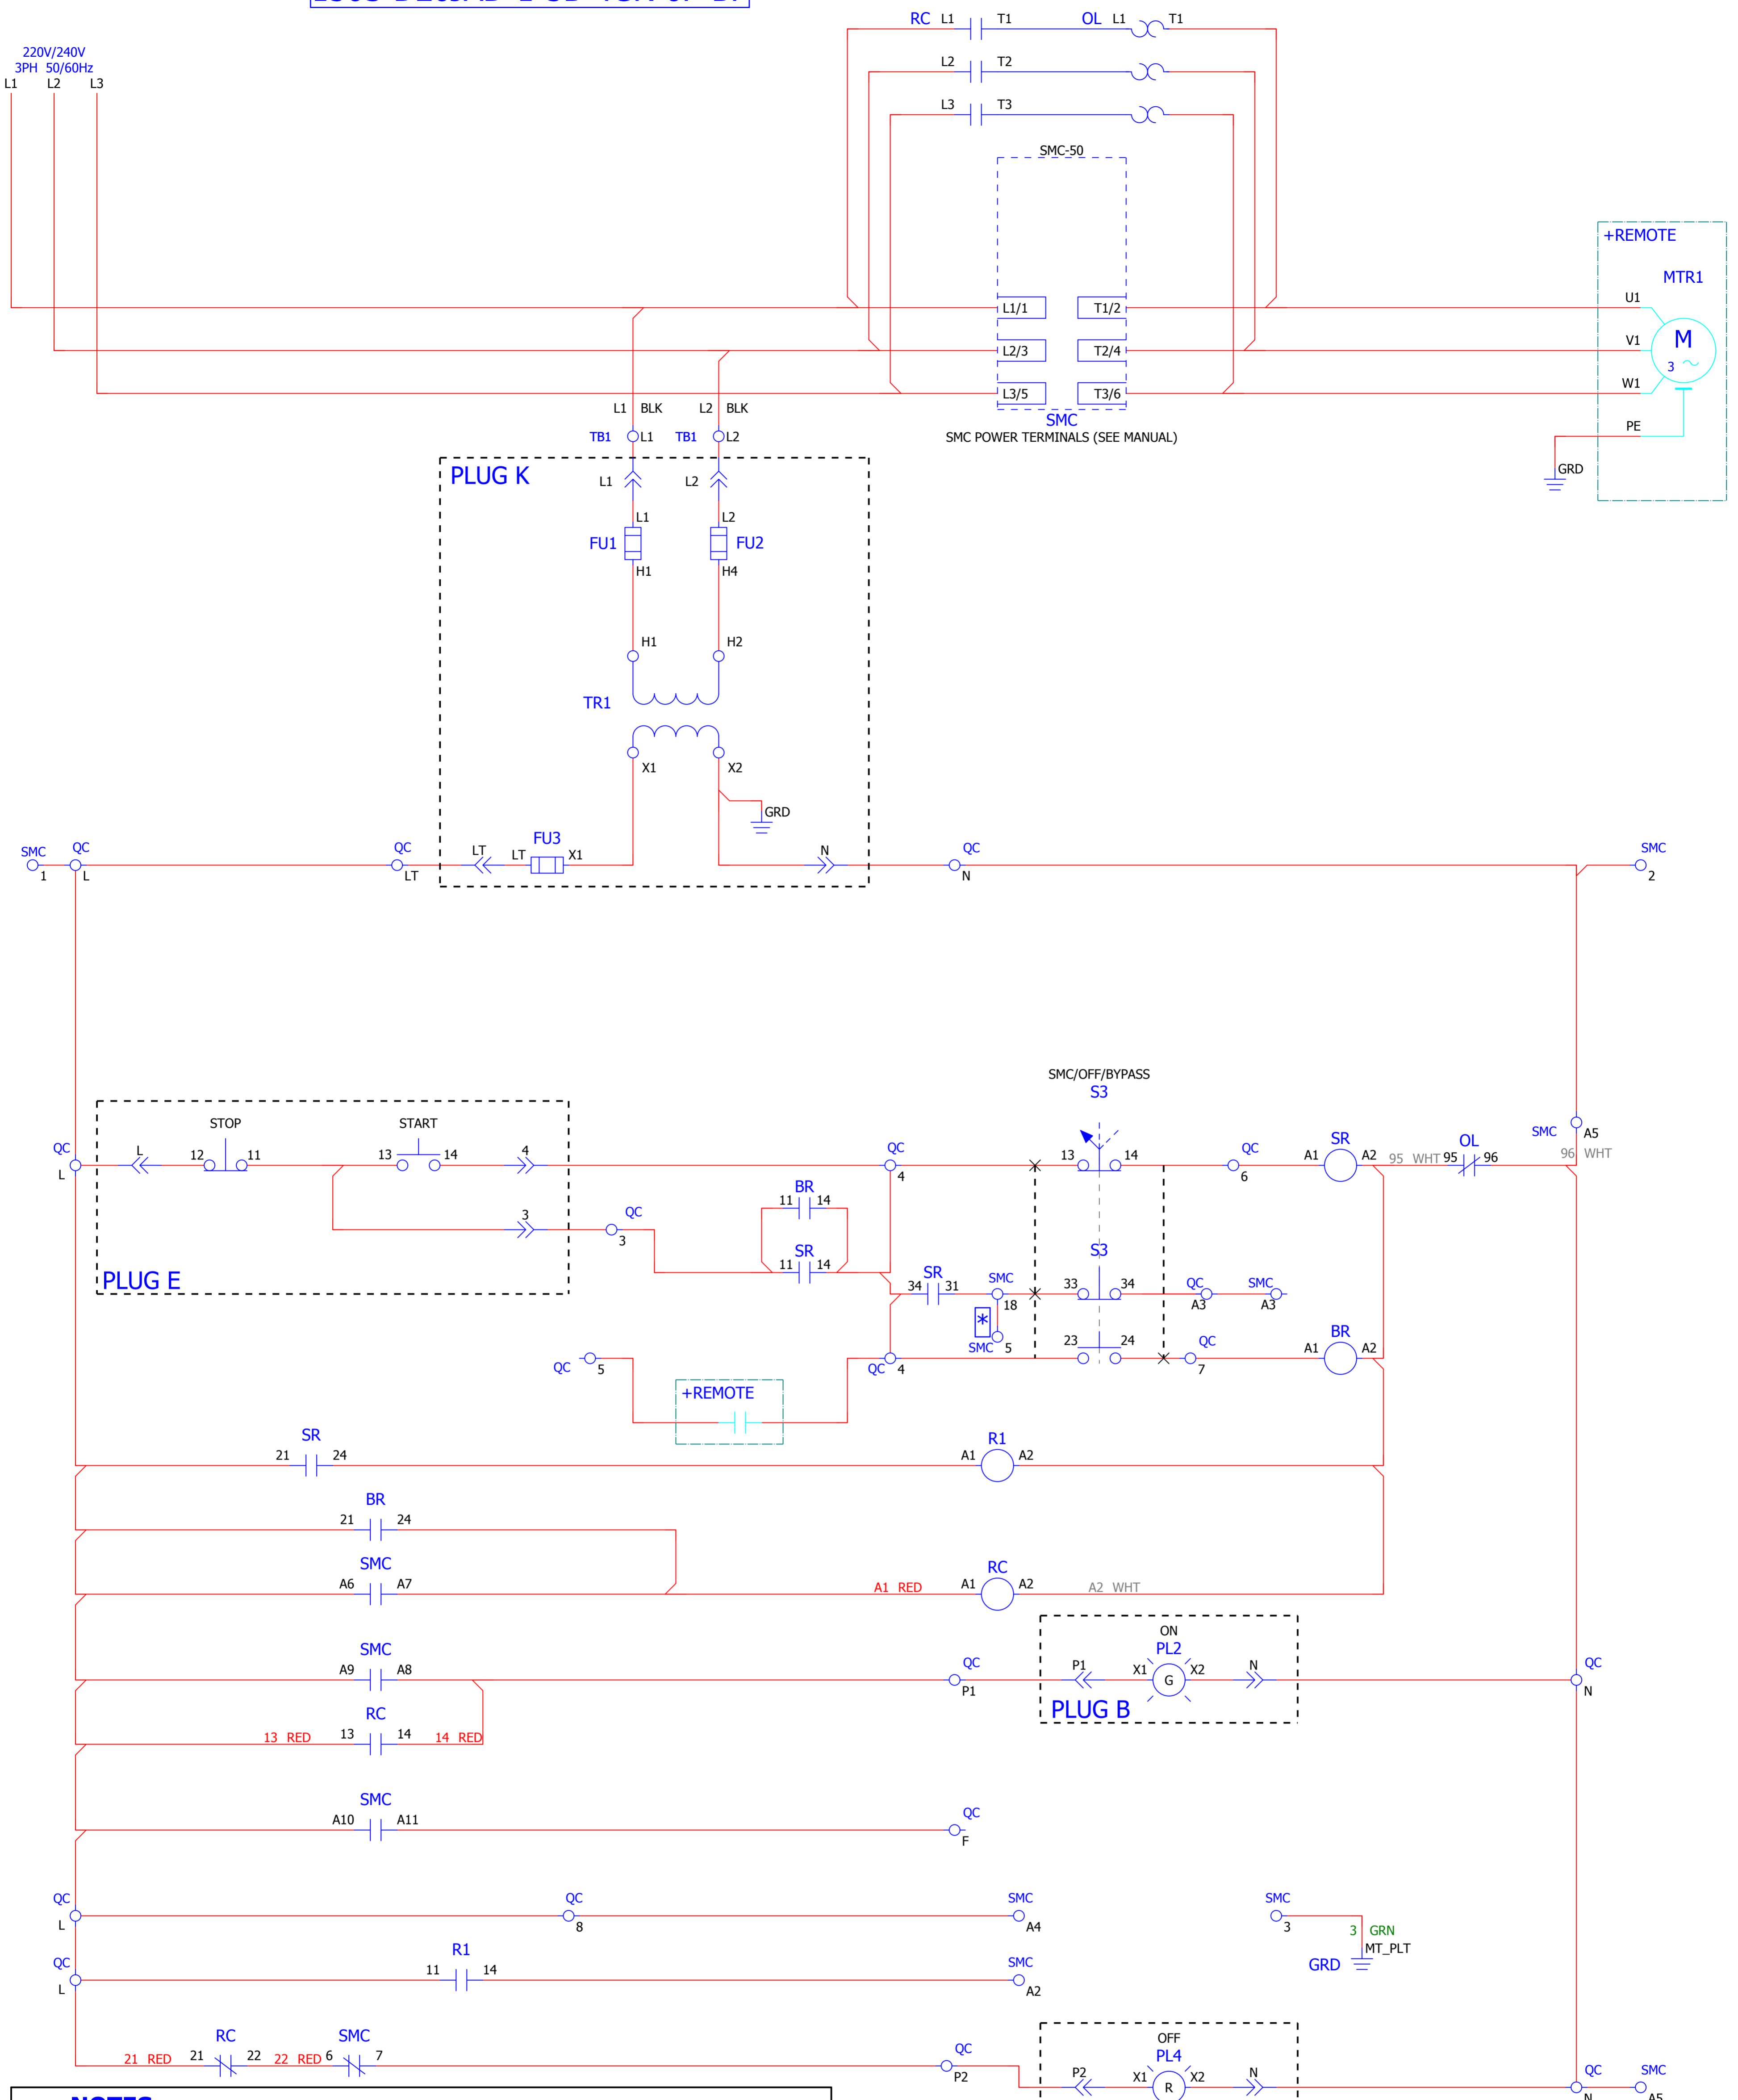 RC L1 T1 OL L1 T1
220V/240V
3PH 50/60Hz
L1 L2 L3
L2 T2
L3 T3
SMC-50
+REMOTE
MTR1
L1/1 T1/2 U1
L2/3 T2/4 V1 M
3
L3/5 T3/6 W1
L1 BLK L2 BLK
SMC
SMC POWER TERMINALS (SEE MANUAL)
PE
TB1 L1 TB1 L2
GRD
PLUG K
L1 L2
L1 L2
FU1 FU2
H1 H4
H1 H2
TR1
X1 X2
GRD
SMC QC QC LT LT FU3 X1 N QC SMC
1 L LT N 2
SMC/OFF/BYPASS
S3
STOP START
QC L 12 11 13 14 4 QC 13 14 QC SR OL SMC A5
L 4 6 A1 A2 95 WHT 95 96 96 WHT
BR
11 14
3 QC
3
SR
11 14
S3
PLUG E
SR
34 31 SMC 33 34 QC SMC
18 A3 A3
*
SMC 5 23 24 QC BR
QC 5 QC 4 7 A1 A2
+REMOTE
SR R1
21 24 A1 A2
BR
21 24
SMC RC
A6 A7 A1 RED A1 A2 A2 WHT
ON
SMC PL2
A9 A8 QC P1 X1 G X2 N QC
P1 N
PLUG B
RC
13 RED 13 14 14 RED
SMC
A10 A11 QC
F
QC QC SMC SMC
L 8 A4 3
3 GRN
MT_PLT
GRD
QC R1 SMC
L 11 14 A2
OFF
RC SMC PL4
21 RED 21 22 22 RED 6 7 QC P2 X1 R X2 N QC SMC
P2 N A5
NOTES